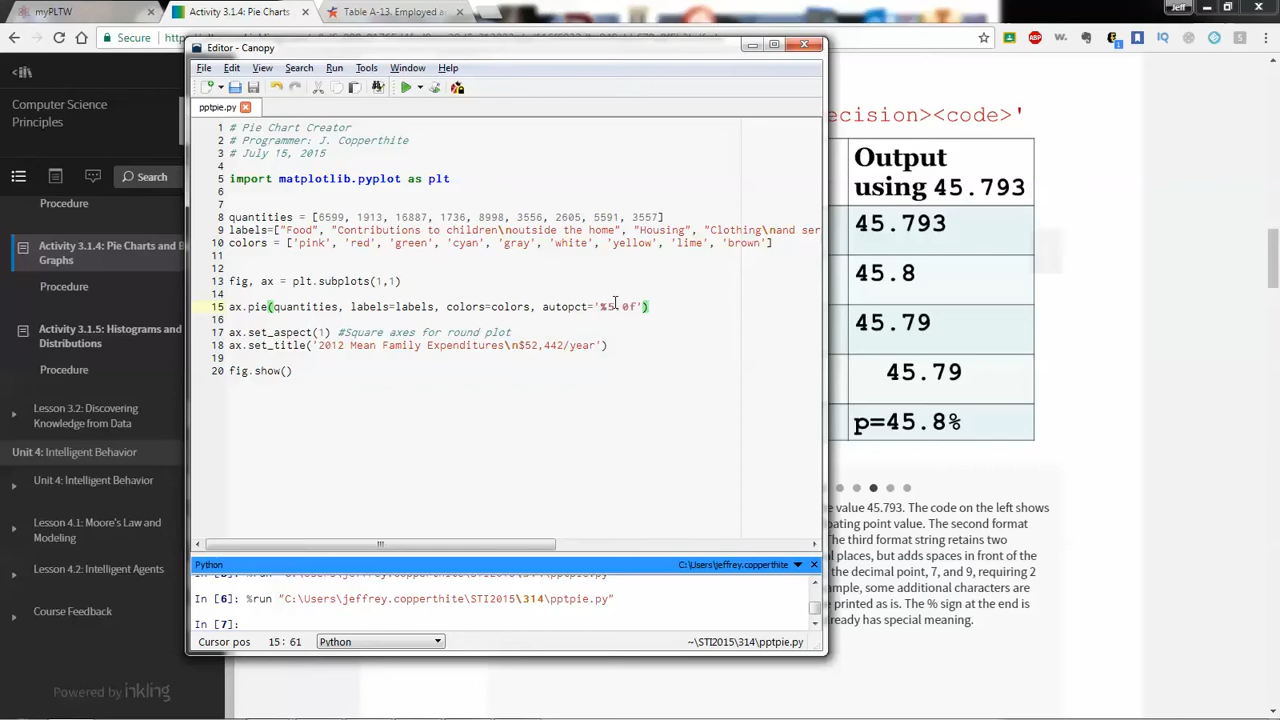 myPLTW
Activity 3.1.4: Pie Charts
Table A-13. Employed a
Jeff
Secure
Editor - Canopy
File Edit View Search Run Tools Window Help
pptpie.py
Computer Science
Principles
Search
Procedure
Activity 3.1.4: Pie Charts and B
Graphs
Procedure
Activity 3.1.5: Histograms and
Distributions
Procedure
Lesson 3.2: Discovering
Knowledge from Data
Unit 4: Intelligent Behavior
Unit 4: Intelligent Behavior
Lesson 4.1: Moore's Law and
Modeling
Lesson 4.2: Intelligent Agents
Course Feedback
Powered by inkling
1 # Pie Chart Creator
2 # Programmer: J. Copperthite
3 # July 15, 2015
4
5 import matplotlib.pyplot as plt
6
7
8 quantities = [6599, 1913, 16887, 1736, 8998, 3556, 2605, 5591, 3557]
9 labels=["Food", "Contributions to children\noutside the home", "Housing", "Clothing\nand ser
10 colors = ['pink', 'red', 'green', 'cyan', 'gray', 'white', 'yellow', 'lime', 'brown']
11
12
13 fig, ax = plt.subplots(1,1)
14
15 ax.pie(quantities, labels=labels, colors=colors, autopct='%5.0f')
16
17 ax.set_aspect(1) #Square axes for round plot
18 ax.set_title('2012 Mean Family Expenditures\n$52,442/year')
19
20 fig.show()
Python C:\Users\jeffrey.copperthite
In [6]: %run "C:\Users\jeffrey.copperthite\STI2015\314\pptpie.py"
In [7]:
Cursor pos 15 : 61 Python ~\STI2015\314\pptpie.py
ecision><code>'
Output
using 45.793
45.793
45.8
45.79
45.79
p=45.8%
e value 45.793. The code on the left shows
ating point value. The second format
The third format string retains two
l places, but adds spaces in front of the
the decimal point, 7, and 9, requiring 2
ample, some additional characters are
e printed as is. The % sign at the end is
lready has special meaning.